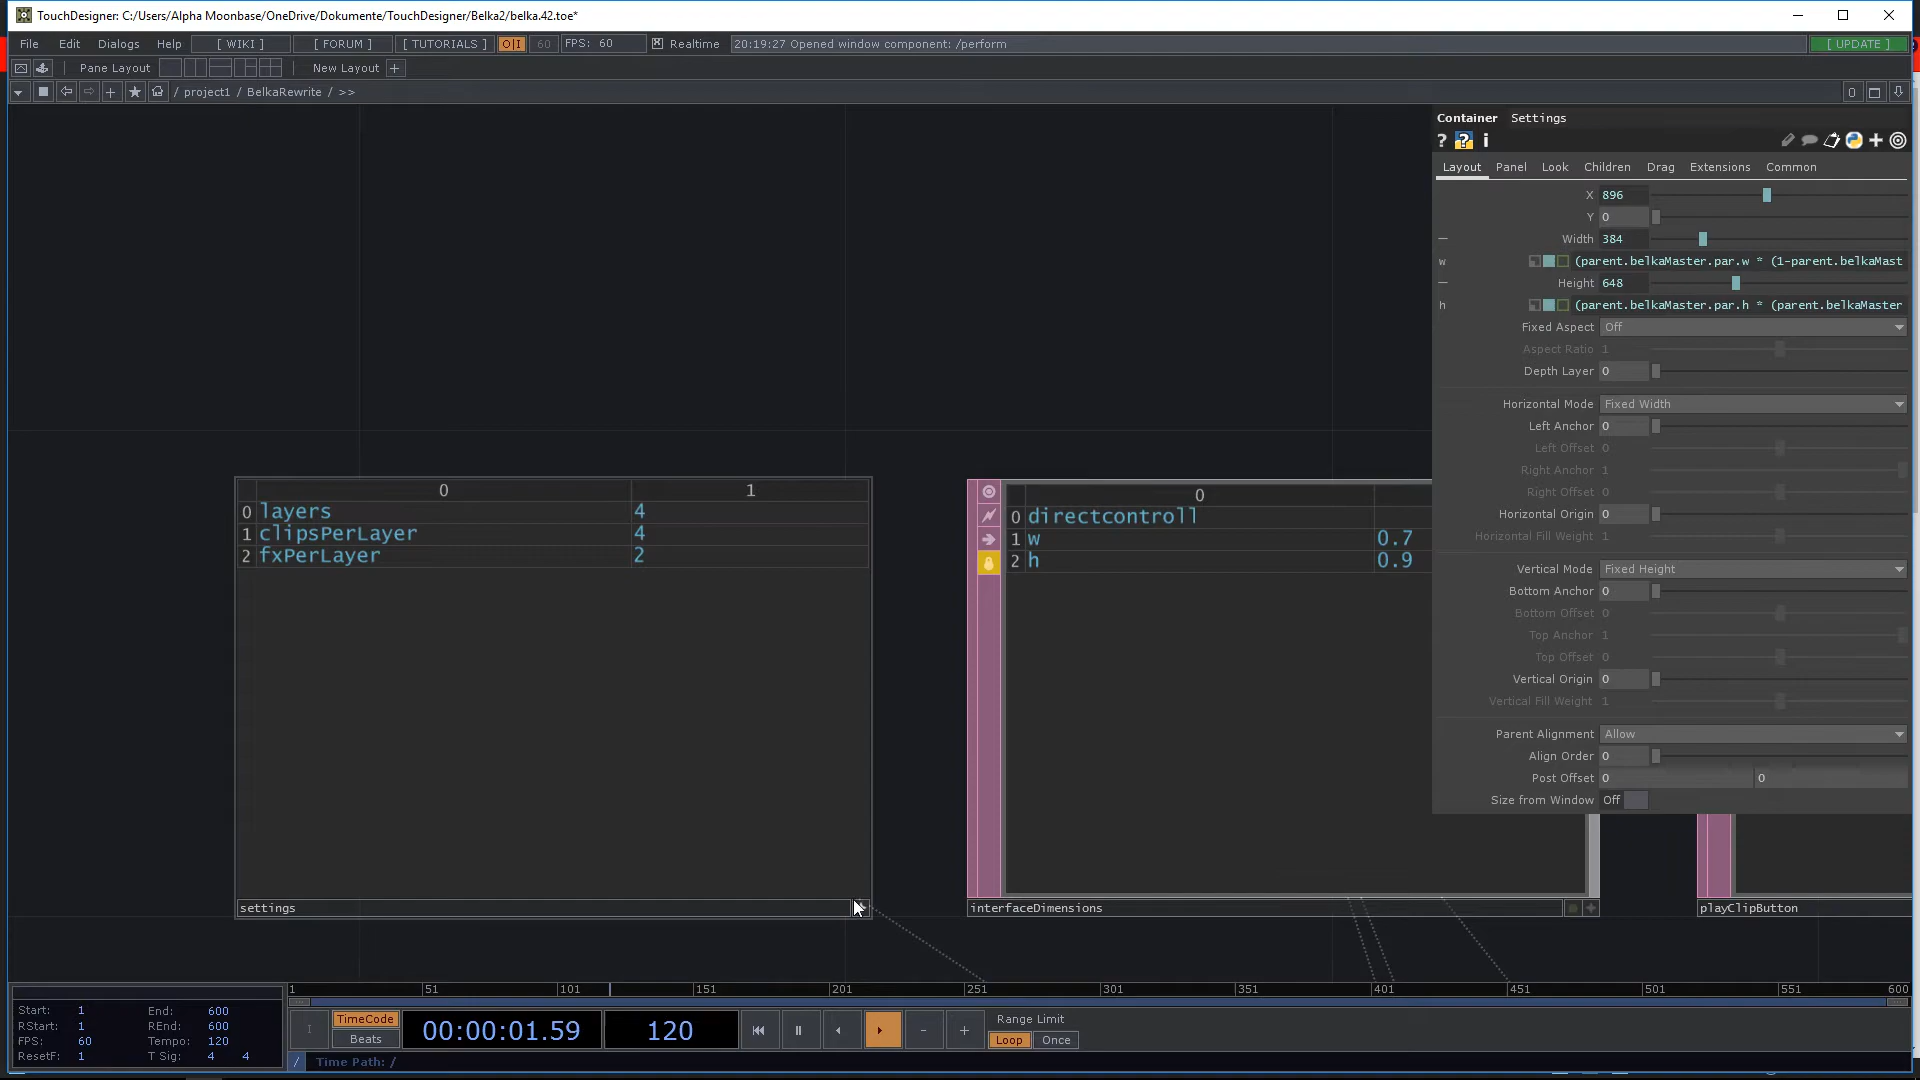 TouchDesigner: C:/Users/Alpha Moonbase/OneDrive/Dokumente/TouchDesigner/Belka2/belka.42.toe*
File Edit Dialogs Help [ WIKI ] [ FORUM ] [ TUTORIALS ] O|I 60 FPS: 60 Realtime 20:19:27 Opened window component: /perform [ UPDATE ]
Pane Layout New Layout +
/ project1 / BelkaRewrite / >> 0
Container Settings
? ? i
Layout Panel Look Children Drag Extensions Common
X 896
Y 0
Width 384
w (parent.belkaMaster.par.w * (1-parent.belkaMast
Height 648
h (parent.belkaMaster.par.h * (parent.belkaMaster
Fixed Aspect Off
Aspect Ratio 1
Depth Layer 0
Horizontal Mode Fixed Width
Left Anchor 0
Left Offset 0
Right Anchor 1
Right Offset 0
Horizontal Origin 0
Horizontal Fill Weight 1
Vertical Mode Fixed Height
Bottom Anchor 0
Bottom Offset 0
Top Anchor 1
Top Offset 0
Vertical Origin 0
Vertical Fill Weight 1
Parent Alignment Allow
Align Order 0
Post Offset 0 0
Size from Window Off
0 1
0 layers 4
1 clipsPerLayer 4
2 fxPerLayer 2
settings
0
0 directcontroll
1 w 0.7
2 h 0.9
interfaceDimensions
playClipButton
1 51 101 151 201 251 301 351 401 451 501 551 600
Start: 1 End: 600
RStart: 1 REnd: 600
FPS: 60 Tempo: 120
ResetF: 1 T Sig: 4 4
TimeCode
Beats
00:00:01.59 120
- +
Range Limit
Loop Once
/ Time Path: /